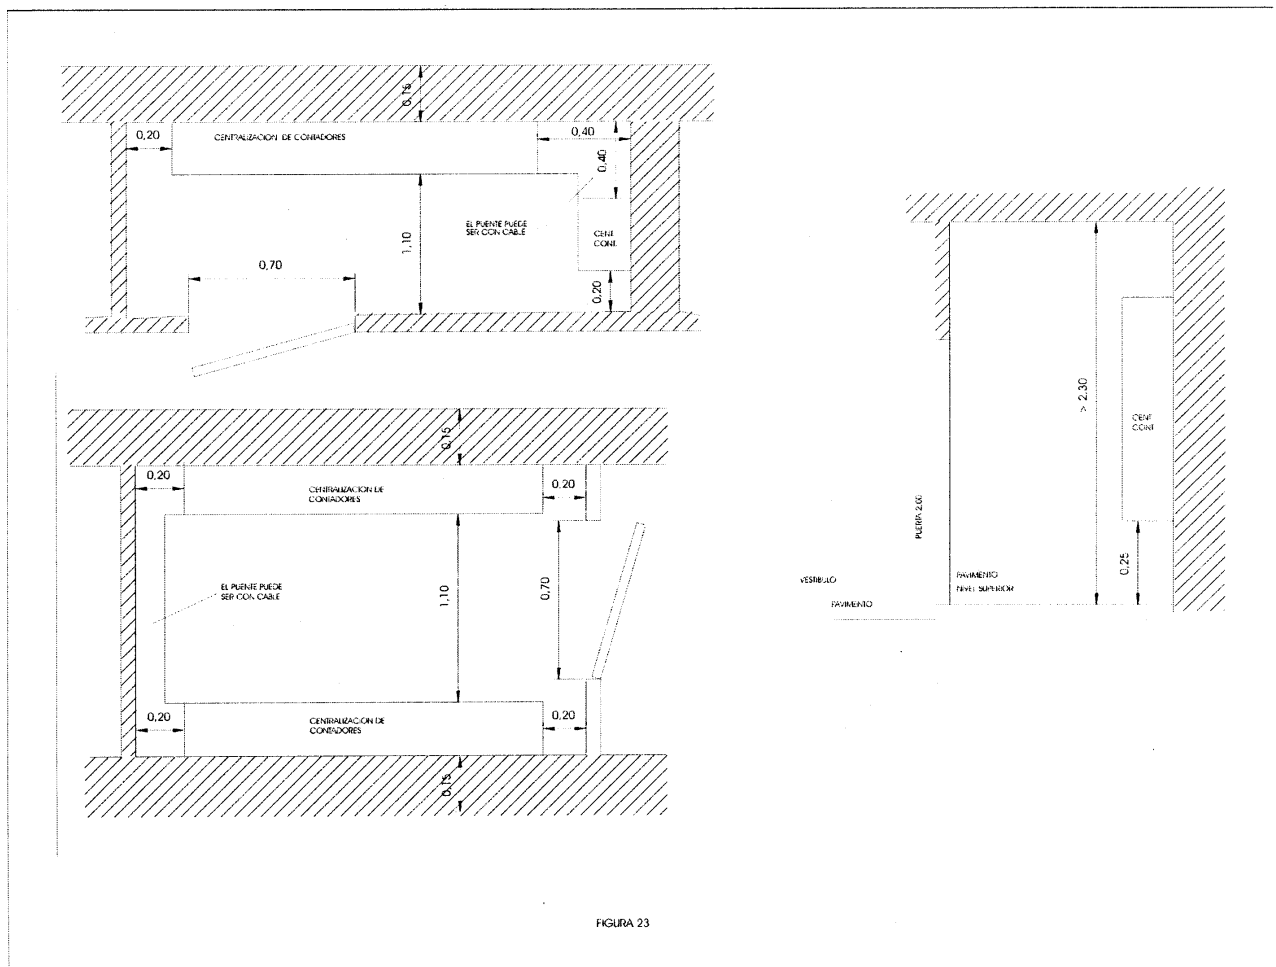 0,15
0,20
CENTRALIZACION DE CONTADORES
0,40
0,40
EL PUENTE PUEDE
SER CON CABLE
CENT.
CONT.
1,10
0,70
0,20
0,15
0,20
CENTRALIZACION DE
CONTADORES
0,20
EL PUENTE PUEDE
SER CON CABLE
1,10
0,70
0,20
CENTRALIZACION DE
CONTADORES
0,20
0,15
> 2.30
CENT
CONT
PUERTA 2.00
0,25
VESTIBULO
PAVIMENTO
NIVEL SUPERIOR
PAVIMENTO
FIGURA 23